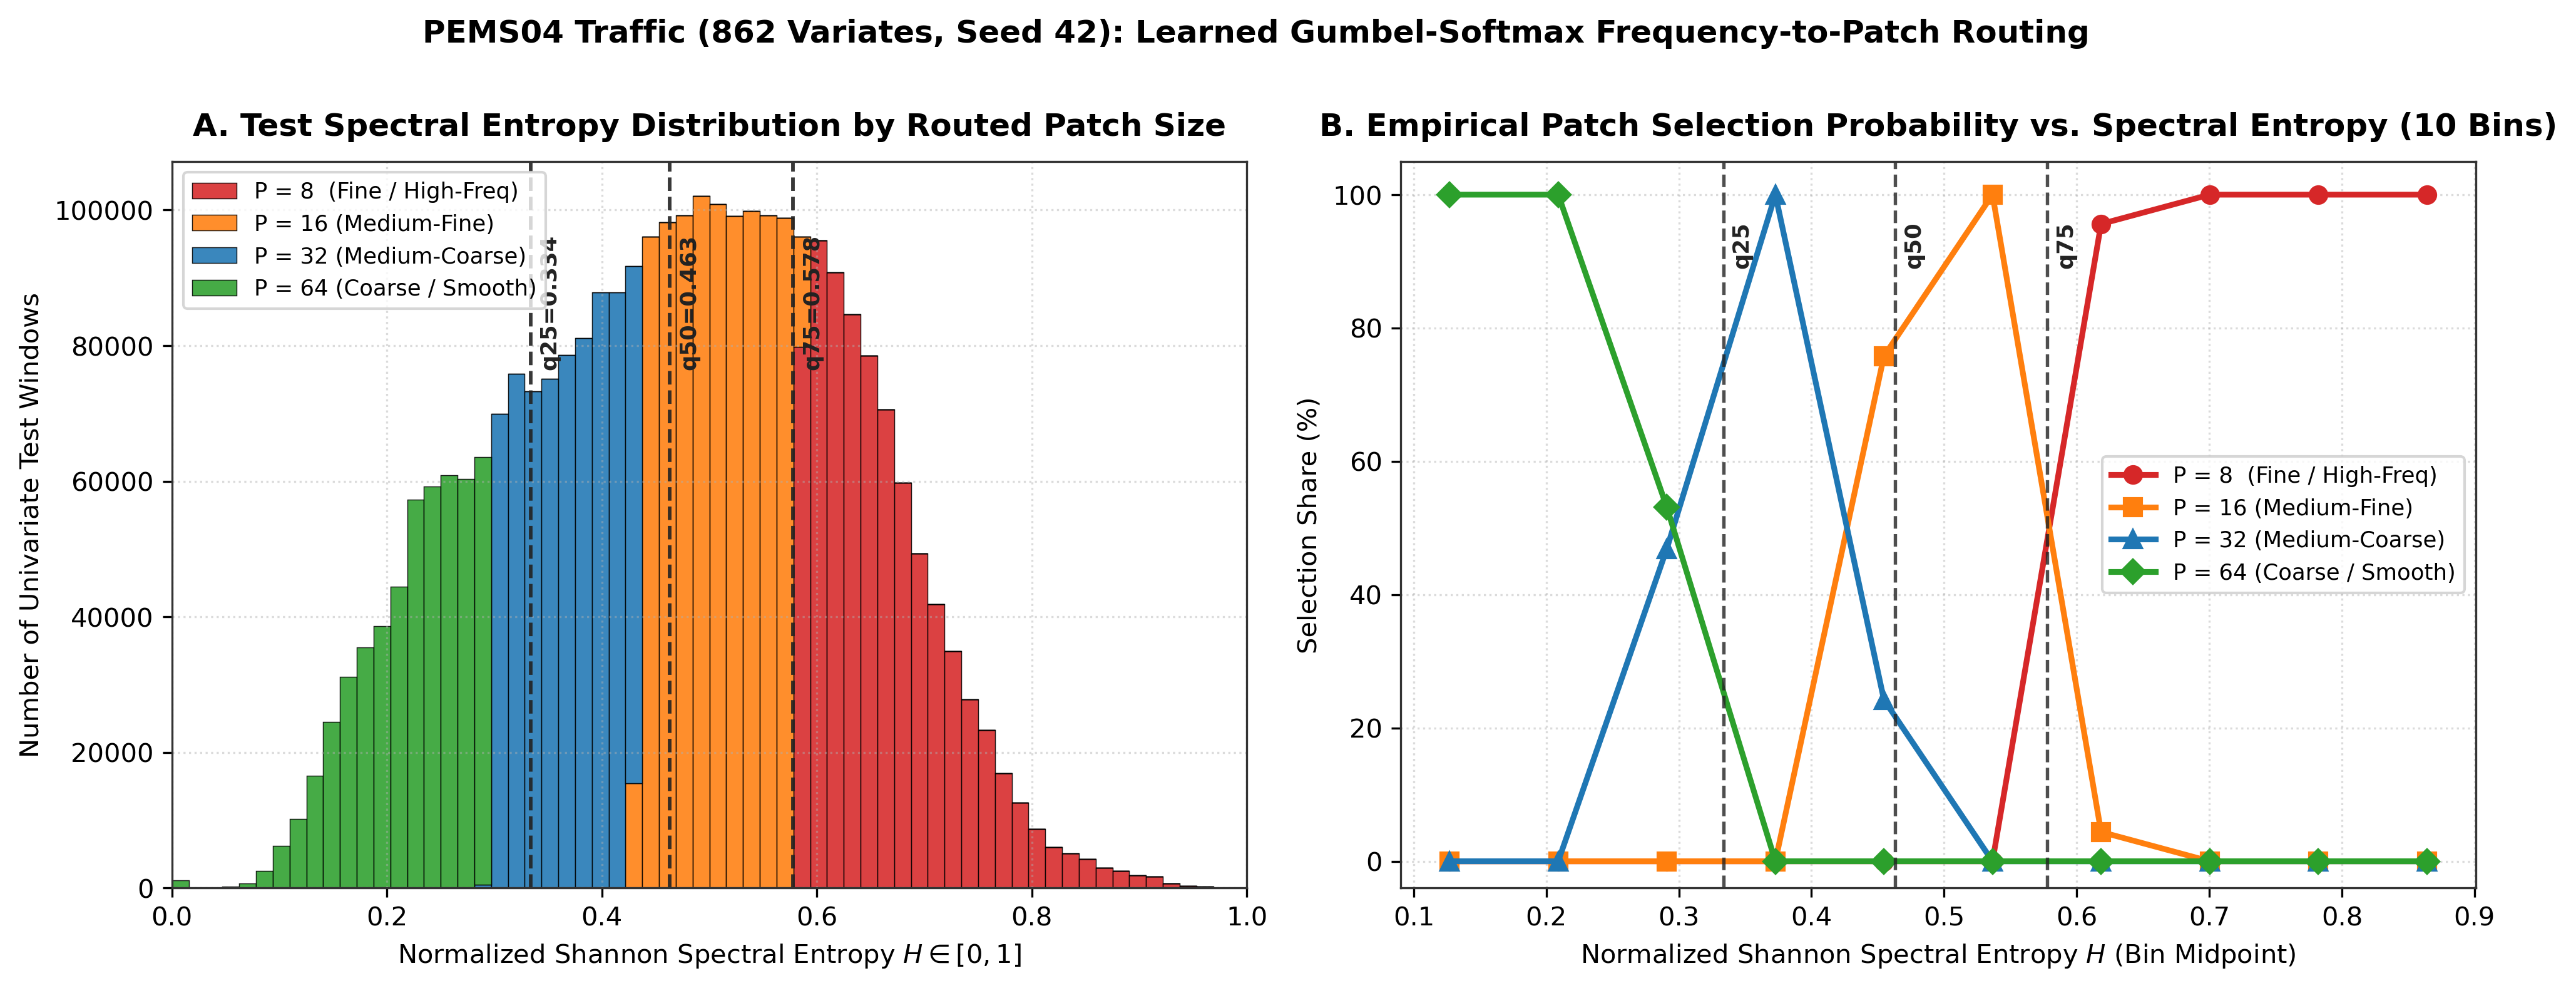 PEMS04 Traffic (862 Variates, Seed 42): Learned Gumbel-Softmax Frequency-to-Patch Routing
A. Test Spectral Entropy Distribution by Routed Patch Size
P = 8 (Fine / High-Freq)
P = 16 (Medium-Fine)
P = 32 (Medium-Coarse)
P = 64 (Coarse / Smooth)
q25=0.334
q50=0.463
q75=0.578
Number of Univariate Test Windows
100000
80000
60000
40000
20000
0
0.0 0.2 0.4 0.6 0.8 1.0
Normalized Shannon Spectral Entropy H ∈ [0, 1]
B. Empirical Patch Selection Probability vs. Spectral Entropy (10 Bins)
q25
q50
q75
P = 8 (Fine / High-Freq)
P = 16 (Medium-Fine)
P = 32 (Medium-Coarse)
P = 64 (Coarse / Smooth)
Selection Share (%)
100
80
60
40
20
0
0.1 0.2 0.3 0.4 0.5 0.6 0.7 0.8 0.9
Normalized Shannon Spectral Entropy H (Bin Midpoint)